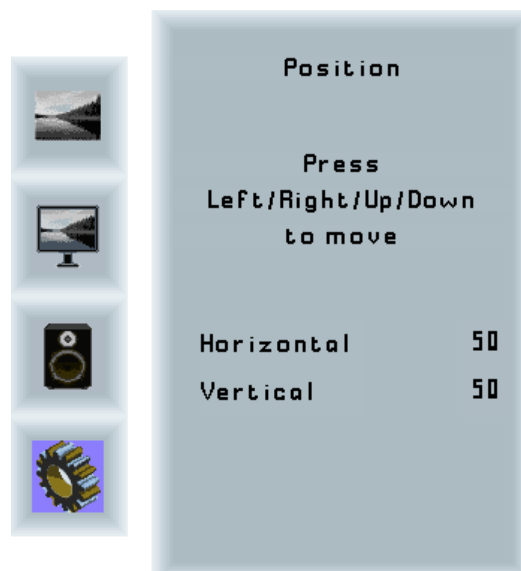 Position
Press
Left/Right/Up/Down
to move
Horizontal 50
Vertical 50